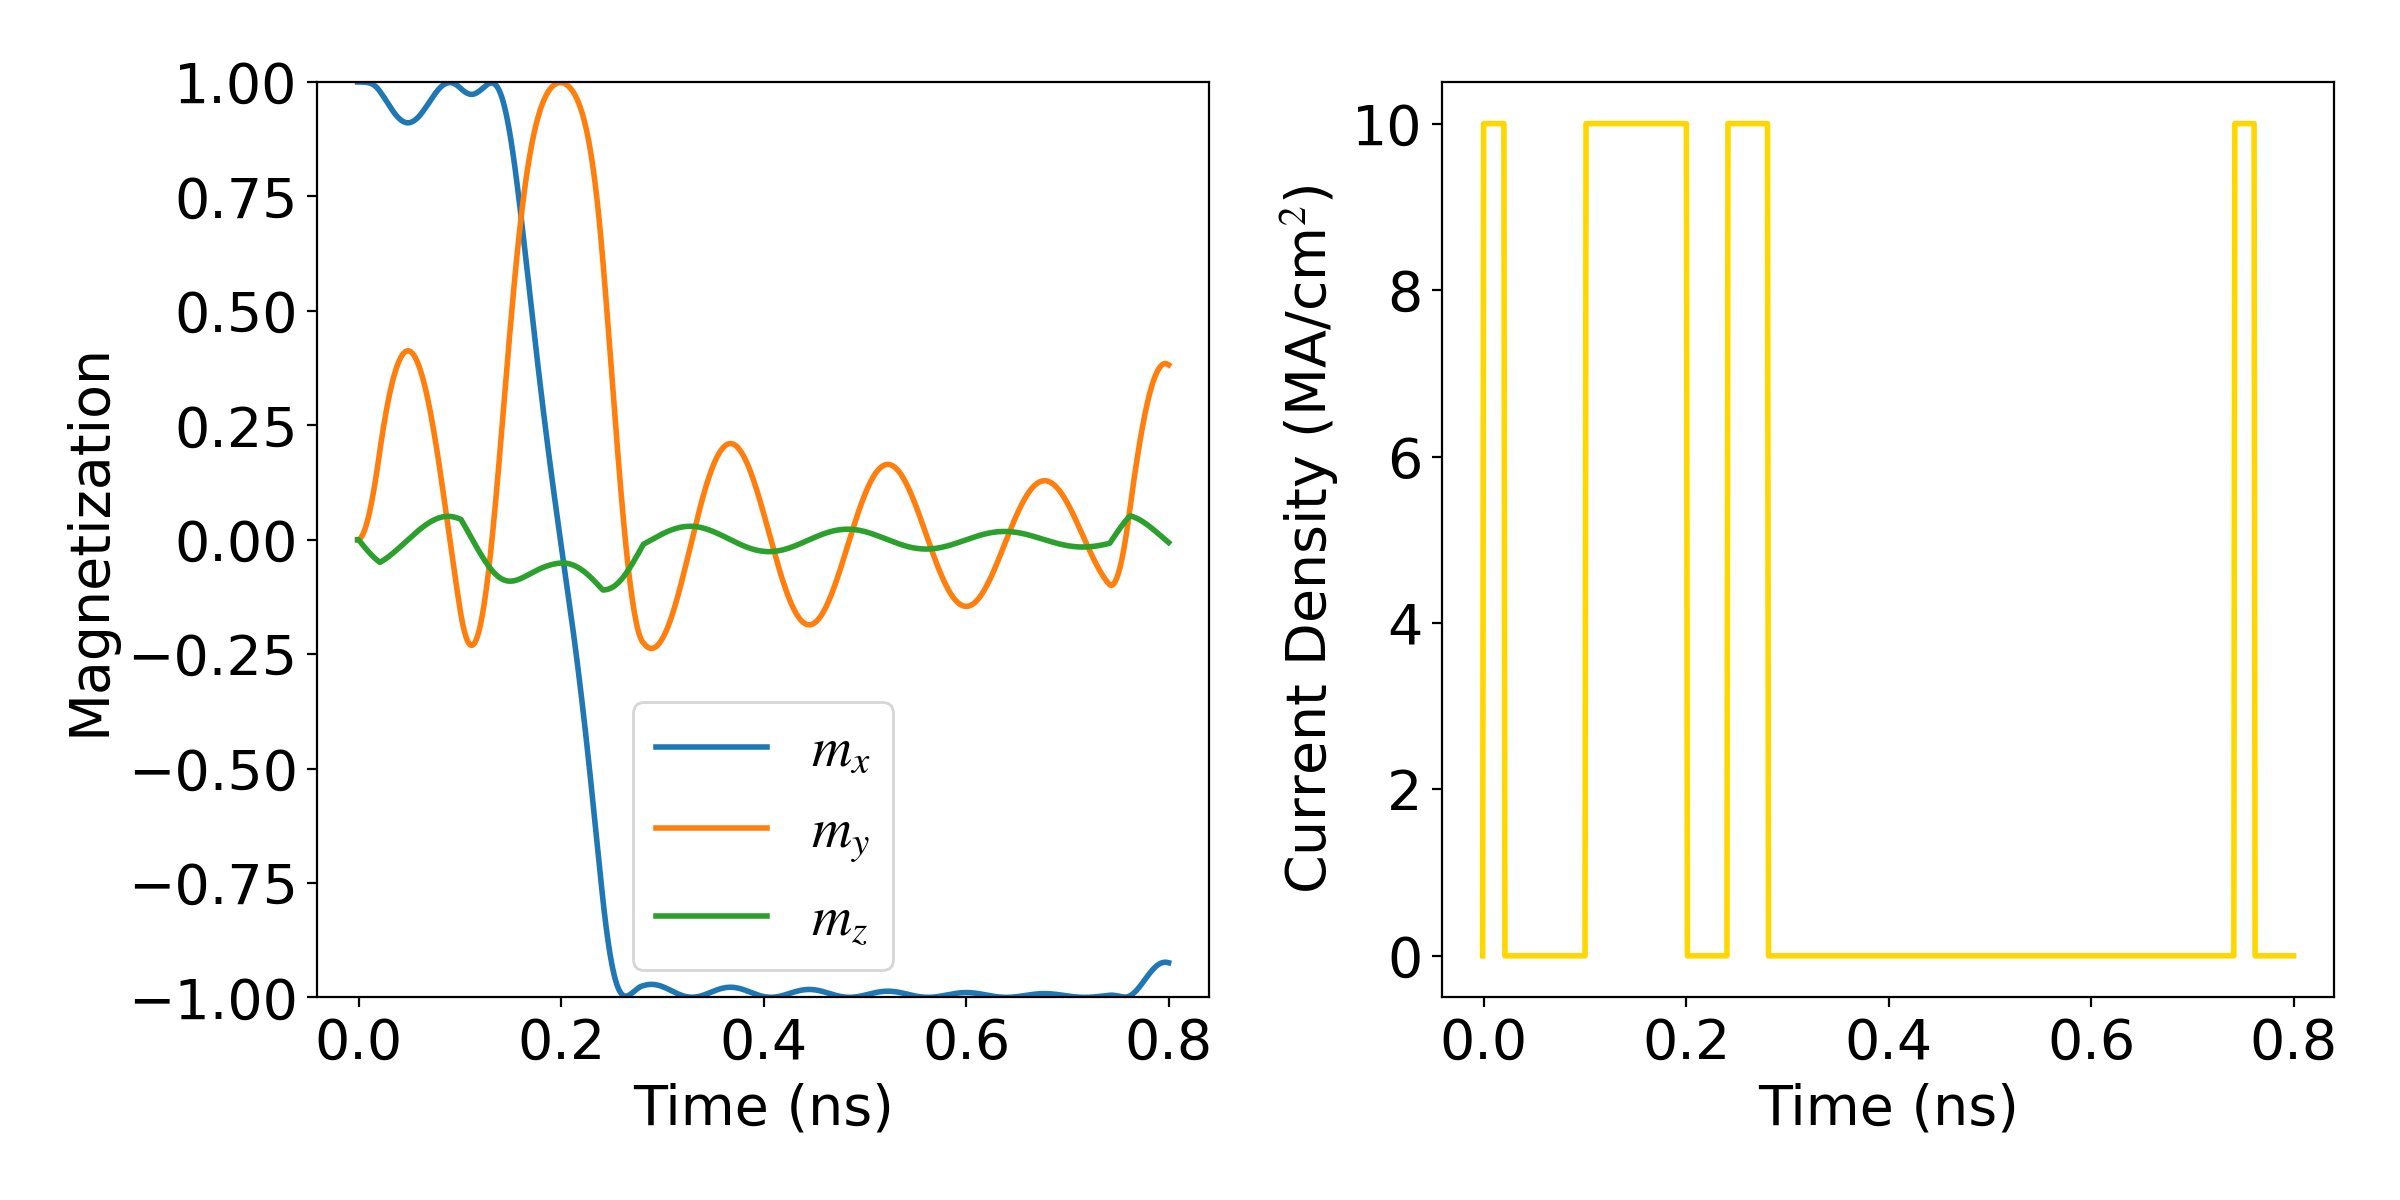 Magnetization
1.00
0.75
0.50
0.25
0.00
−0.25
−0.50
−0.75
−1.00
0.0 0.2 0.4 0.6 0.8
Time (ns)
m_x
m_y
m_z
Current Density (MA/cm²)
10
8
6
4
2
0
0.0 0.2 0.4 0.6 0.8
Time (ns)